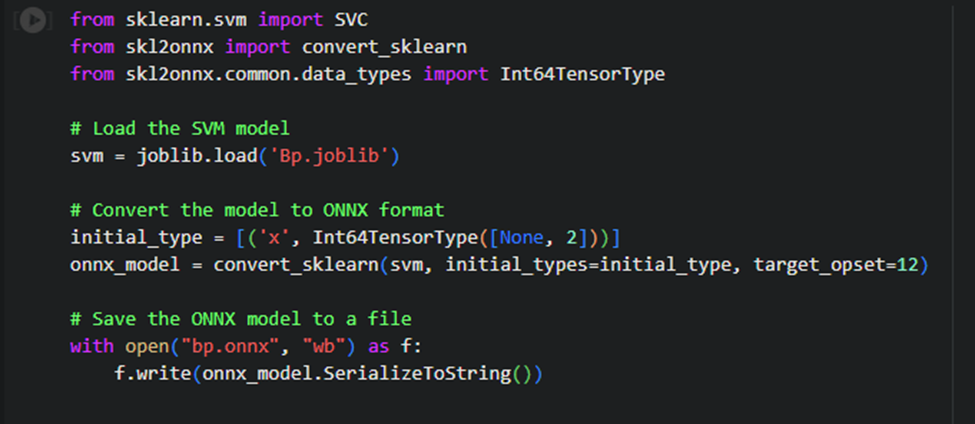 from sklearn.svm import SVC
from skl2onnx import convert_sklearn
from skl2onnx.common.data_types import Int64TensorType
# Load the SVM model
svm = joblib.load('Bp.joblib')
# Convert the model to ONNX format
initial_type = [('x', Int64TensorType([None, 2]))]
onnx_model = convert_sklearn(svm, initial_types=initial_type, target_opset=12)
# Save the ONNX model to a file
with open("bp.onnx", "wb") as f:
    f.write(onnx_model.SerializeToString())